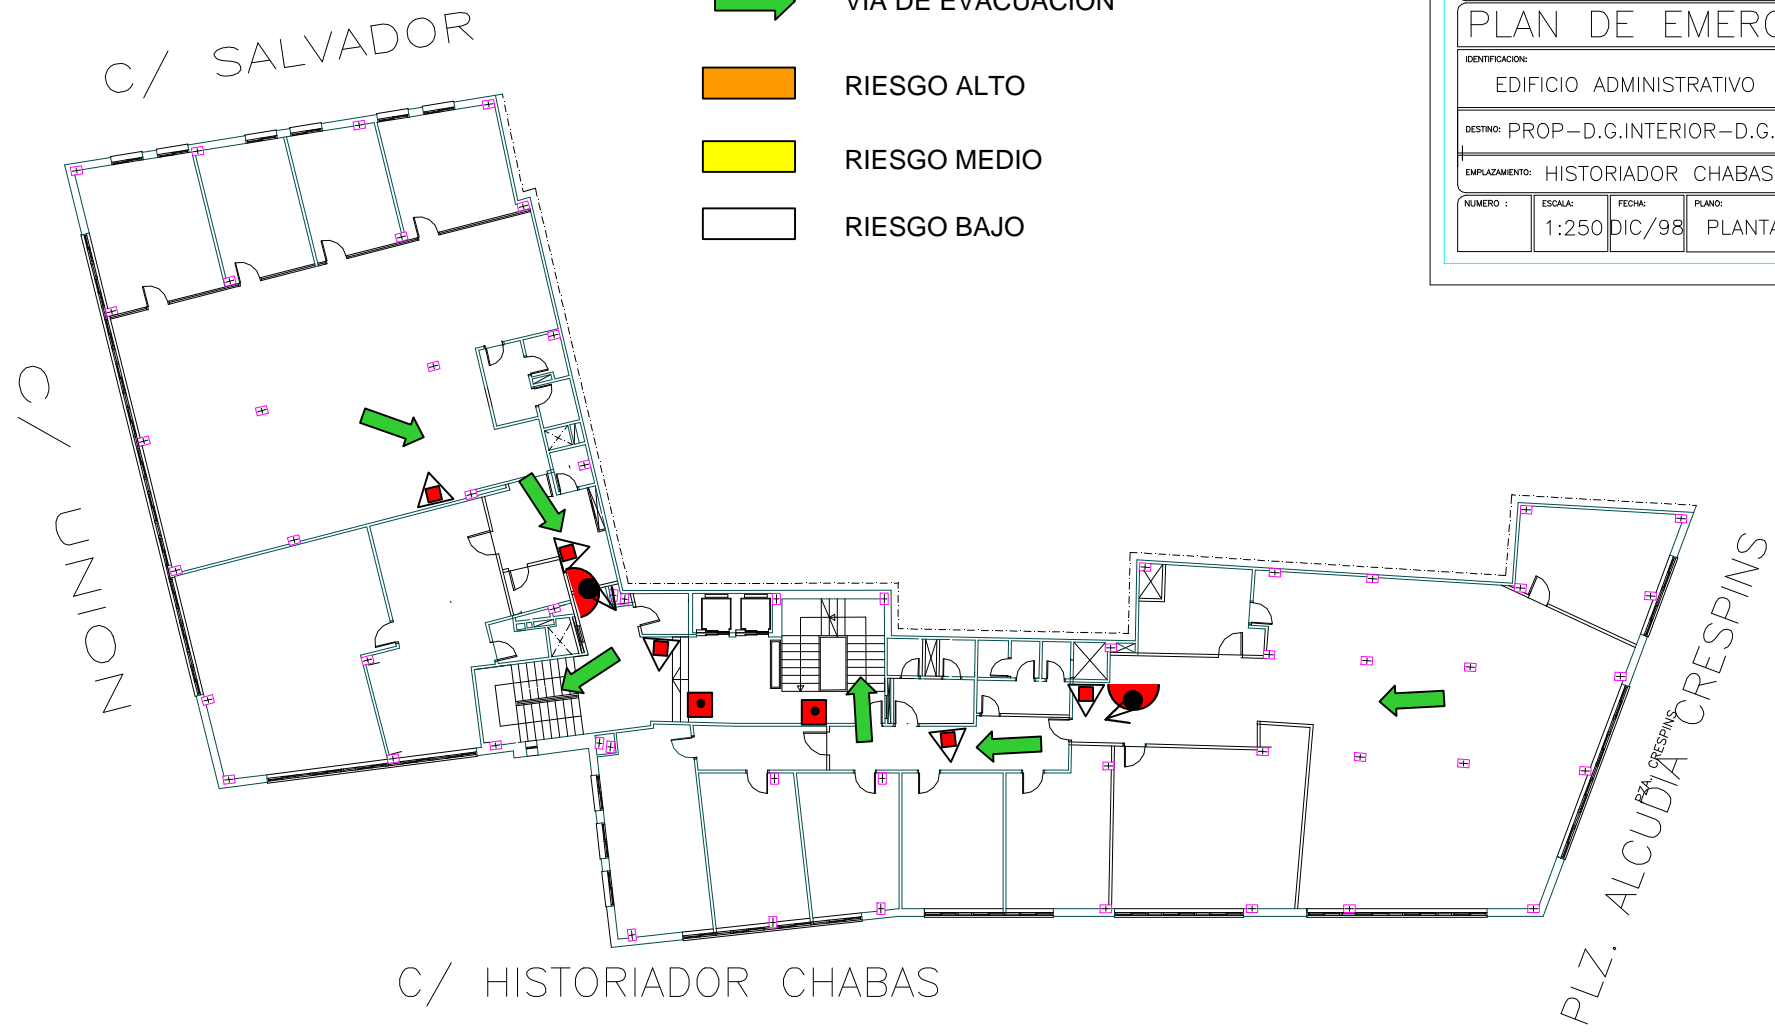 VIA DE EVACUACION
RIESGO ALTO
RIESGO MEDIO
RIESGO BAJO
PLAN DE EMERG
IDENTIFICACION:
EDIFICIO ADMINISTRATIVO
DESTINO: PROP-D.G.INTERIOR-D.G.
EMPLAZAMIENTO: HISTORIADOR CHABAS
NUMERO :
ESCALA:
1:250
FECHA:
DIC/98
PLANO:
PLANTA
C/ SALVADOR
C/ UNION
C/ HISTORIADOR CHABAS
PLZ. ALCUDIA CRESPINS
PZA. CRESPINS